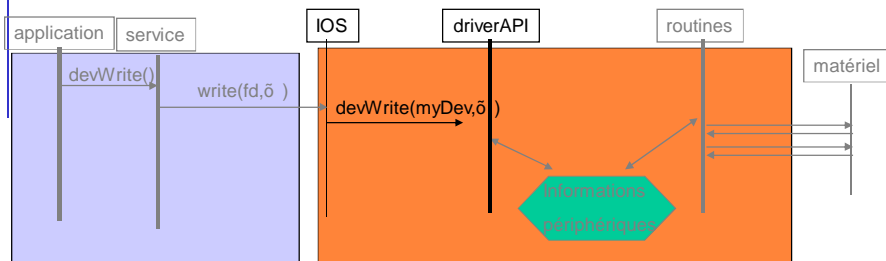 application
service
IOS
driverAPI
routines
matériel
devWrite()
write(fd,õ )
devWrite(myDev,õ )
Informations
périphériques